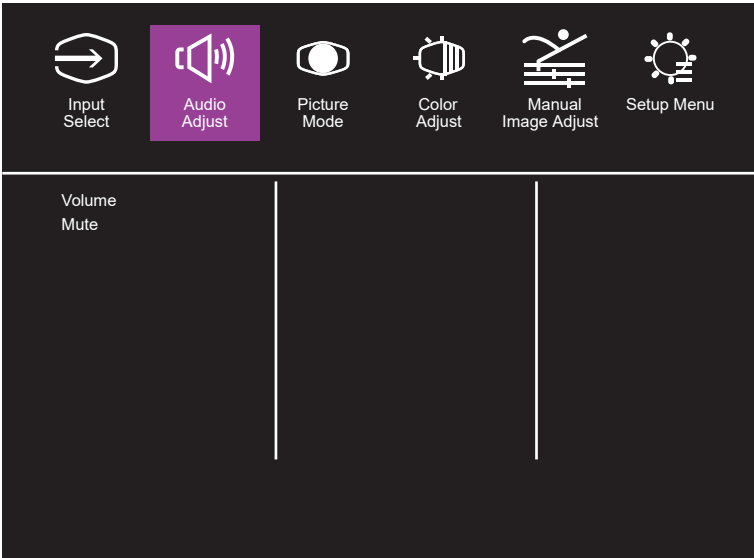 Input
Select
Audio
Adjust
Picture
Mode
Color
Adjust
Manual
Image Adjust
Setup Menu
Volume
Mute